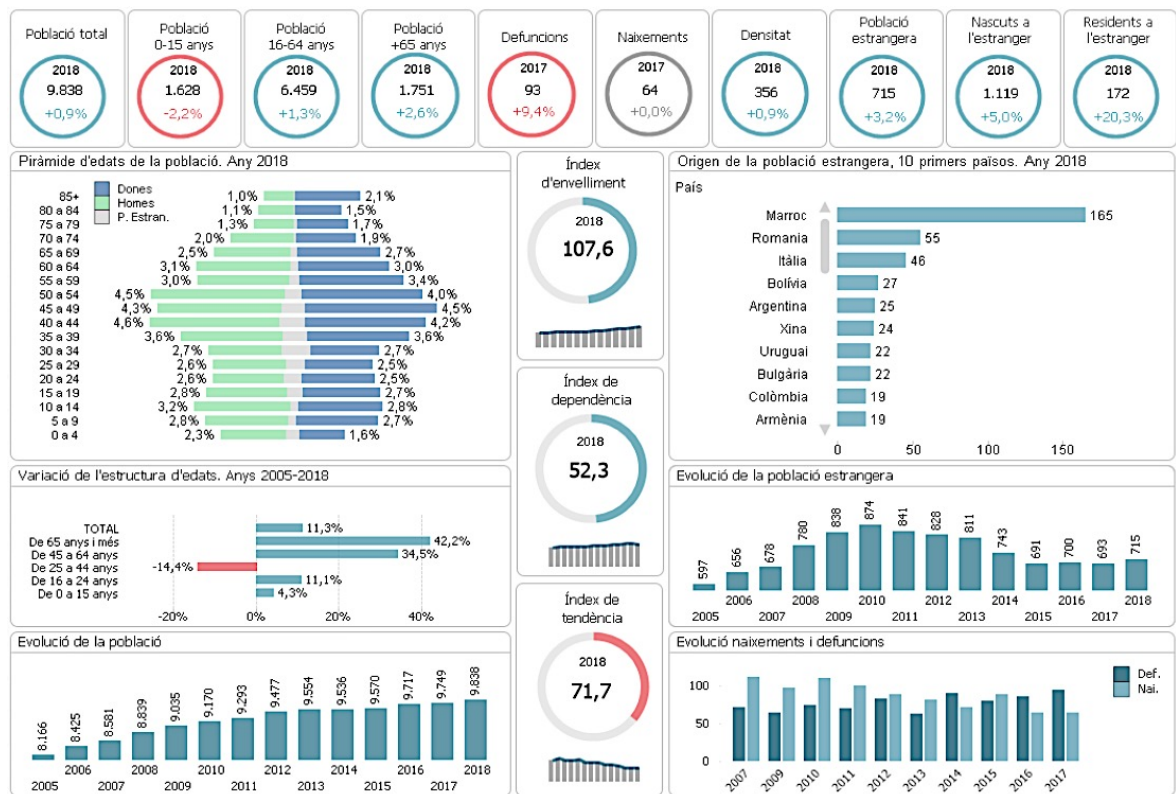 Població total
2018
9.838
+0,9%
Població
0-15 anys
2018
1.628
-2,2%
Població
16-64 anys
2018
6.459
+1,3%
Població
+65 anys
2018
1.751
+2,6%
Defuncions
2017
93
+9,4%
Naixements
2017
64
+0,0%
Densitat
2018
356
+0,9%
Població
estrangera
2018
715
+3,2%
Nascuts a
l'estranger
2018
1.119
+5,0%
Residents a
l'estranger
2018
172
+20,3%
Piràmide d'edats de la població. Any 2018
Dones
Homes
P. Estran.
85+ 1,0% 2,1%
80 a 84 1,1% 1,5%
75 a 79 1,3% 1,7%
70 a 74 2,0% 1,9%
65 a 69 2,5% 2,7%
60 a 64 3,1% 3,0%
55 a 59 3,0% 3,4%
50 a 54 4,5% 4,0%
45 a 49 4,3% 4,5%
40 a 44 4,6% 4,2%
35 a 39 3,6% 3,6%
30 a 34 2,7% 2,7%
25 a 29 2,6% 2,5%
20 a 24 2,6% 2,5%
15 a 19 2,8% 2,7%
10 a 14 3,2% 2,8%
5 a 9 2,8% 2,7%
0 a 4 2,3% 1,6%
Índex
d'envelliment
2018
107,6
Origen de la població estrangera, 10 primers països. Any 2018
País
Marroc 165
Romania 55
Itàlia 46
Bolívia 27
Argentina 25
Xina 24
Uruguai 22
Bulgària 22
Colòmbia 19
Armènia 19
0 50 100 150
Variació de l'estructura d'edats. Anys 2005-2018
TOTAL 11,3%
De 65 anys i més 42,2%
De 45 a 64 anys 34,5%
De 25 a 44 anys -14,4%
De 16 a 24 anys 11,1%
De 0 a 15 anys 4,3%
-20% 0% 20% 40%
Índex de
dependència
2018
52,3
Evolució de la població estrangera
597 656 678 780 838 874 841 828 811 743 691 700 693 715
2006 2008 2010 2012 2014 2016 2018
2005 2007 2009 2011 2013 2015 2017
Evolució de la població
8.166 8.425 8.581 8.839 9.035 9.170 9.293 9.477 9.554 9.536 9.570 9.717 9.749 9.838
2006 2008 2010 2012 2014 2016 2018
2005 2007 2009 2011 2013 2015 2017
Índex de
tendència
2018
71,7
Evolució naixements i defuncions
Def.
Nai.
100
50
0
2007 2009 2010 2011 2012 2013 2014 2015 2016 2017